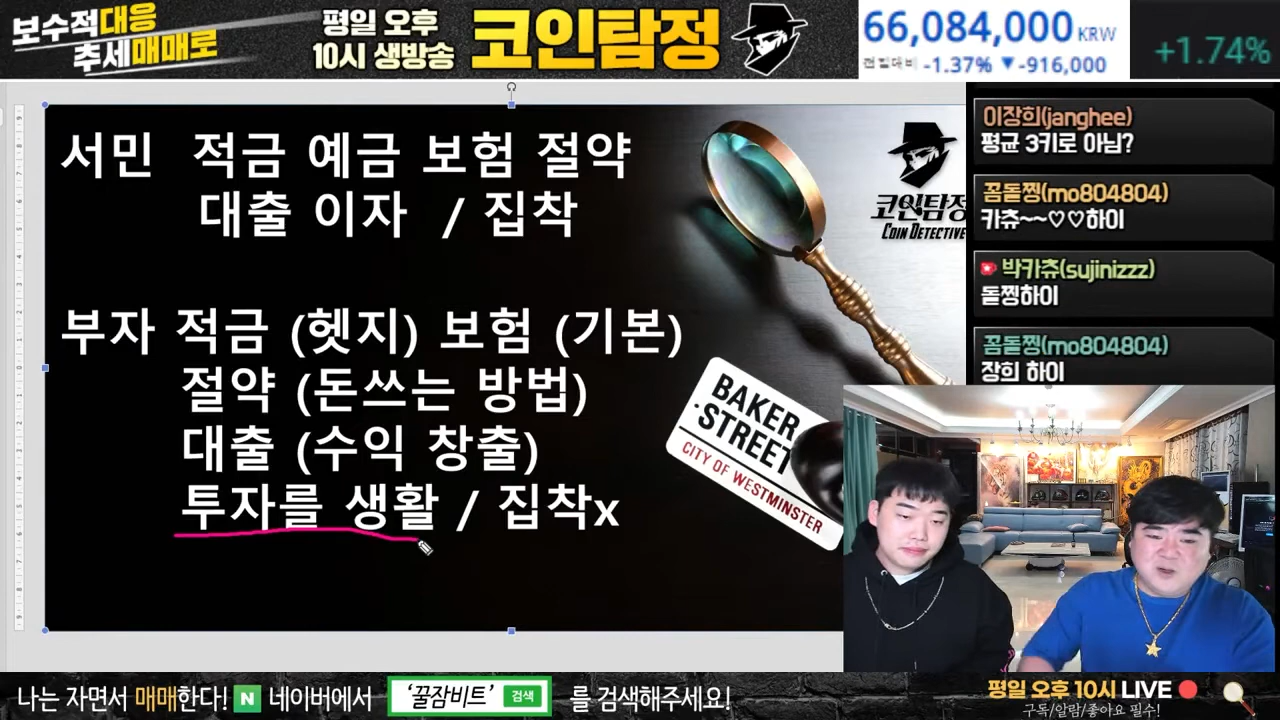 보수적대응
추세매매로
평일 오후
10시 생방송
코인탐정
66,084,000 KRW
전일대비 -1.37% ▼-916,000
+1.74%
서민 적금 예금 보험 절약
대출 이자 / 집착
부자 적금 (헷지) 보험 (기본)
절약 (돈쓰는 방법)
대출 (수익 창출)
투자를 생활 / 집착x
코인탐정
COIN DETECTIVE
BAKER
STREET
CITY OF WESTMINSTER
이장희(janghee)
평균 3키로 아님?
꼼돌찡(mo804804)
카츄~~♡♡하이
박카츄(sujinizzz)
돌찡하이
꼼돌찡(mo804804)
장희 하이
나는 자면서 매매한다! N 네이버에서 '꿀잠비트' 검색 를 검색해주세요!
평일 오후 10시 LIVE
구독/알람/좋아요 필수!